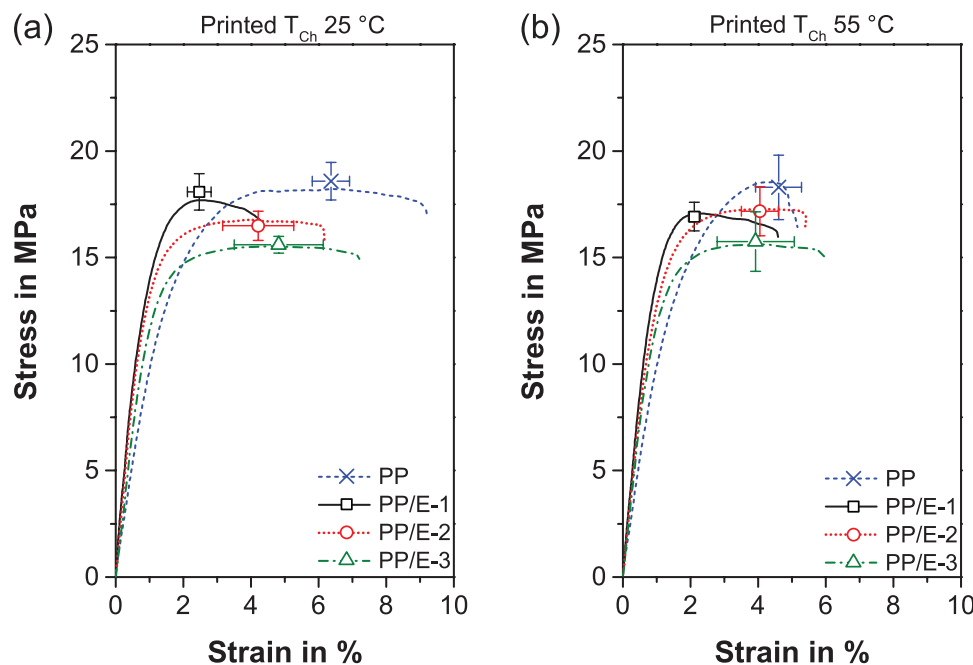 (a)
Printed T_Ch 25 °C
25
20
15
10
5
0
Stress in MPa
PP
PP/E-1
PP/E-2
PP/E-3
0 2 4 6 8 10
Strain in %
(b)
Printed T_Ch 55 °C
25
20
15
10
5
0
Stress in MPa
PP
PP/E-1
PP/E-2
PP/E-3
0 2 4 6 8 10
Strain in %